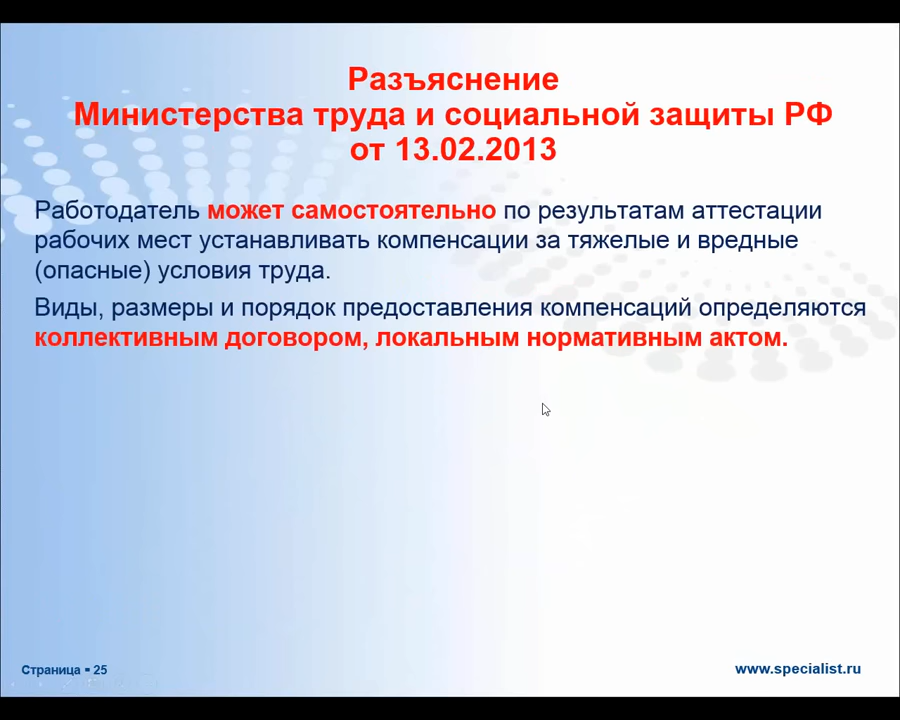 Разъяснение
Министерства труда и социальной защиты РФ
от 13.02.2013
Работодатель может самостоятельно по результатам аттестации
рабочих мест устанавливать компенсации за тяжелые и вредные
(опасные) условия труда.
Виды, размеры и порядок предоставления компенсаций определяются
коллективным договором, локальным нормативным актом.
Страница ▪ 25
www.specialist.ru